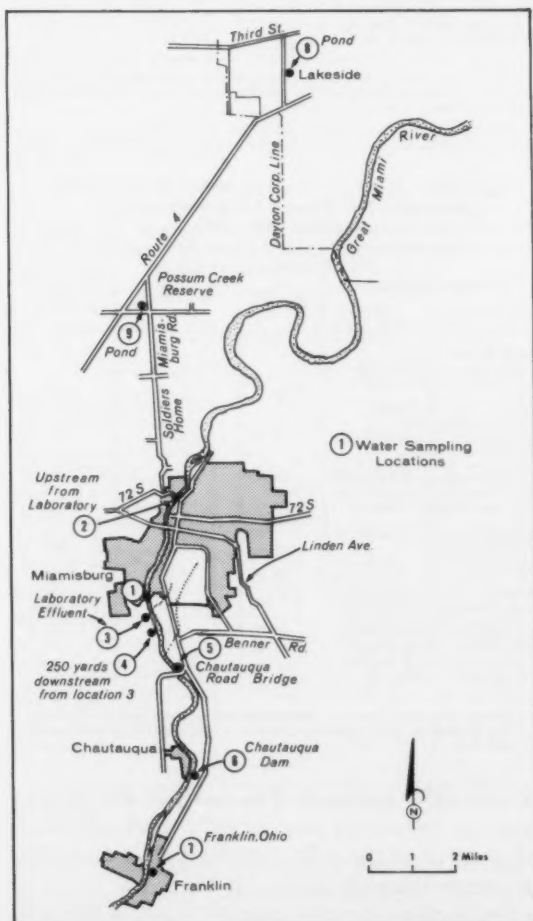 Third St.
8
Pond
Lakeside
River
Great Miami
Dayton Corp. Line
Route 4
Possum Creek
Reserve
9
Pond
Miamis-
burg Rd.
Soldiers
Home
1 Water Sampling
Locations
Upstream
from
Laboratory
72 S
2
72 S
Linden Ave.
Miamisburg
1
Laboratory
Effluent
3
4
5
Benner Rd.
250 yards
downstream
from location 3
Chautauqua
Road Bridge
Chautauqua
6
Chautauqua
Dam
N
7
Franklin, Ohio
Franklin
0 1 2 Miles